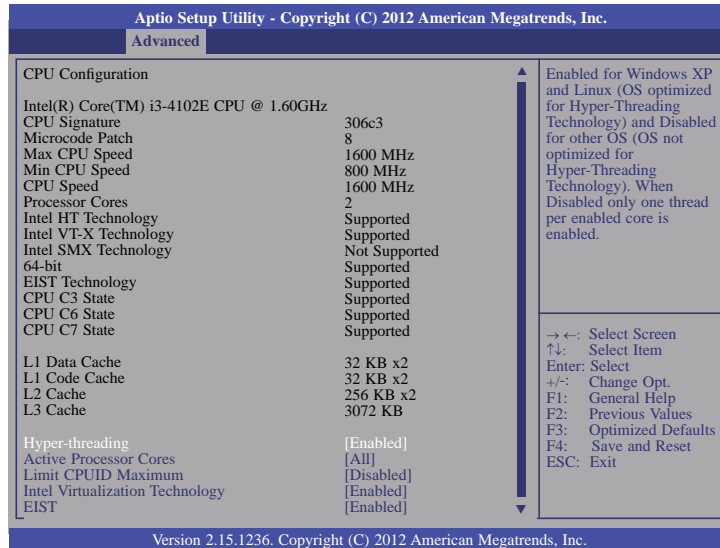 Aptio Setup Utility - Copyright (C) 2012 American Megatrends, Inc.
Advanced
CPU Configuration
Intel(R) Core(TM) i3-4102E CPU @ 1.60GHz
CPU Signature 306c3
Microcode Patch 8
Max CPU Speed 1600 MHz
Min CPU Speed 800 MHz
CPU Speed 1600 MHz
Processor Cores 2
Intel HT Technology Supported
Intel VT-X Technology Supported
Intel SMX Technology Not Supported
64-bit Supported
EIST Technology Supported
CPU C3 State Supported
CPU C6 State Supported
CPU C7 State Supported
L1 Data Cache 32 KB x2
L1 Code Cache 32 KB x2
L2 Cache 256 KB x2
L3 Cache 3072 KB
Hyper-threading [Enabled]
Active Processor Cores [All]
Limit CPUID Maximum [Disabled]
Intel Virtualization Technology [Enabled]
EIST [Enabled]
Enabled for Windows XP
and Linux (OS optimized
for Hyper-Threading
Technology) and Disabled
for other OS (OS not
optimized for
Hyper-Threading
Technology). When
Disabled only one thread
per enabled core is
enabled.
→←: Select Screen
↑↓: Select Item
Enter: Select
+/-: Change Opt.
F1: General Help
F2: Previous Values
F3: Optimized Defaults
F4: Save and Reset
ESC: Exit
Version 2.15.1236. Copyright (C) 2012 American Megatrends, Inc.